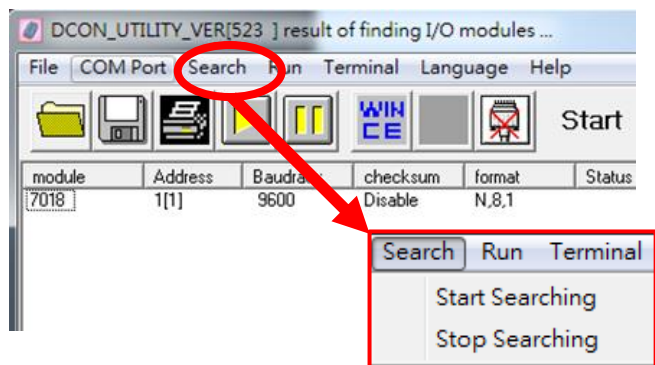 DCON_UTILITY_VER[523 ] result of finding I/O modules ...
File COM Port Search Run Terminal Language Help
WIN CE Start
module Address Baudrate checksum format Status
7018 1[1] 9600 Disable N,8,1
Search Run Terminal
Start Searching
Stop Searching